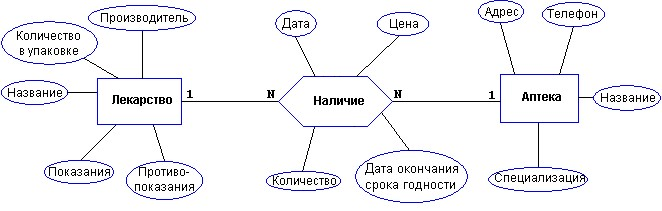 Производитель
Количество
в упаковке
Название
Лекарство
Показания
Противо-
показания
1
N
Дата
Цена
Наличие
Количество
Дата окончания
срока годности
N
1
Адрес
Телефон
Аптека
Название
Специализация